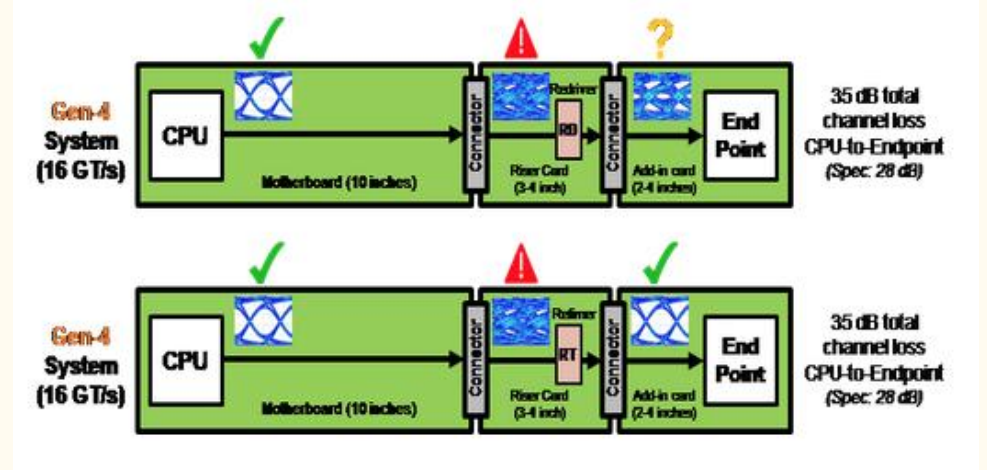 ?
Gen-4
System
(16 GT/s)
CPU
Motherboard (10 inches)
Connector
Redriver
RD
Riser Card
(3-4 inch)
Connector
Add-in card
(2-4 inches)
End
Point
35 dB total
channel loss
CPU-to-Endpoint
(Spec: 28 dB)
Gen-4
System
(16 GT/s)
CPU
Motherboard (10 inches)
Connector
Retimer
RT
Riser Card
(3-4 inch)
Connector
Add-in card
(2-4 inches)
End
Point
35 dB total
channel loss
CPU-to-Endpoint
(Spec: 28 dB)